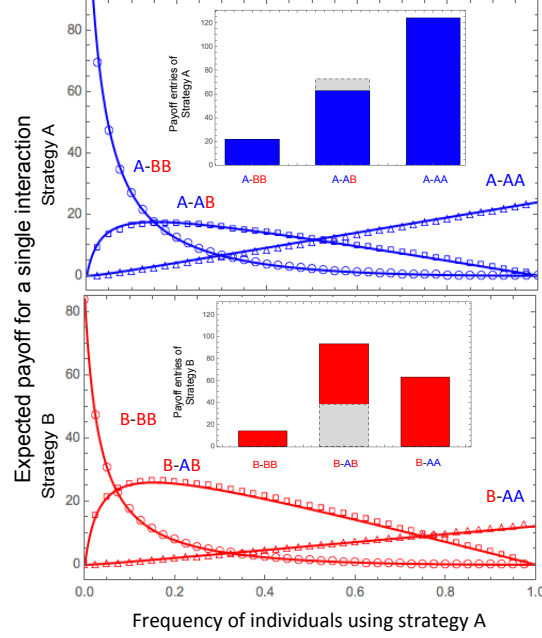 Expected payoff for a single interaction
Strategy A
Strategy B
80
60
40
20
0
A-BB
A-AB
A-AA
Payoff entries of
Strategy A
120
100
80
60
40
20
0
A-BB
A-AB
A-AA
80
60
40
20
0
B-BB
B-AB
B-AA
Payoff entries of
Strategy B
120
100
80
60
40
20
0
B-BB
B-AB
B-AA
0.0
0.2
0.4
0.6
0.8
1.0
Frequency of individuals using strategy A